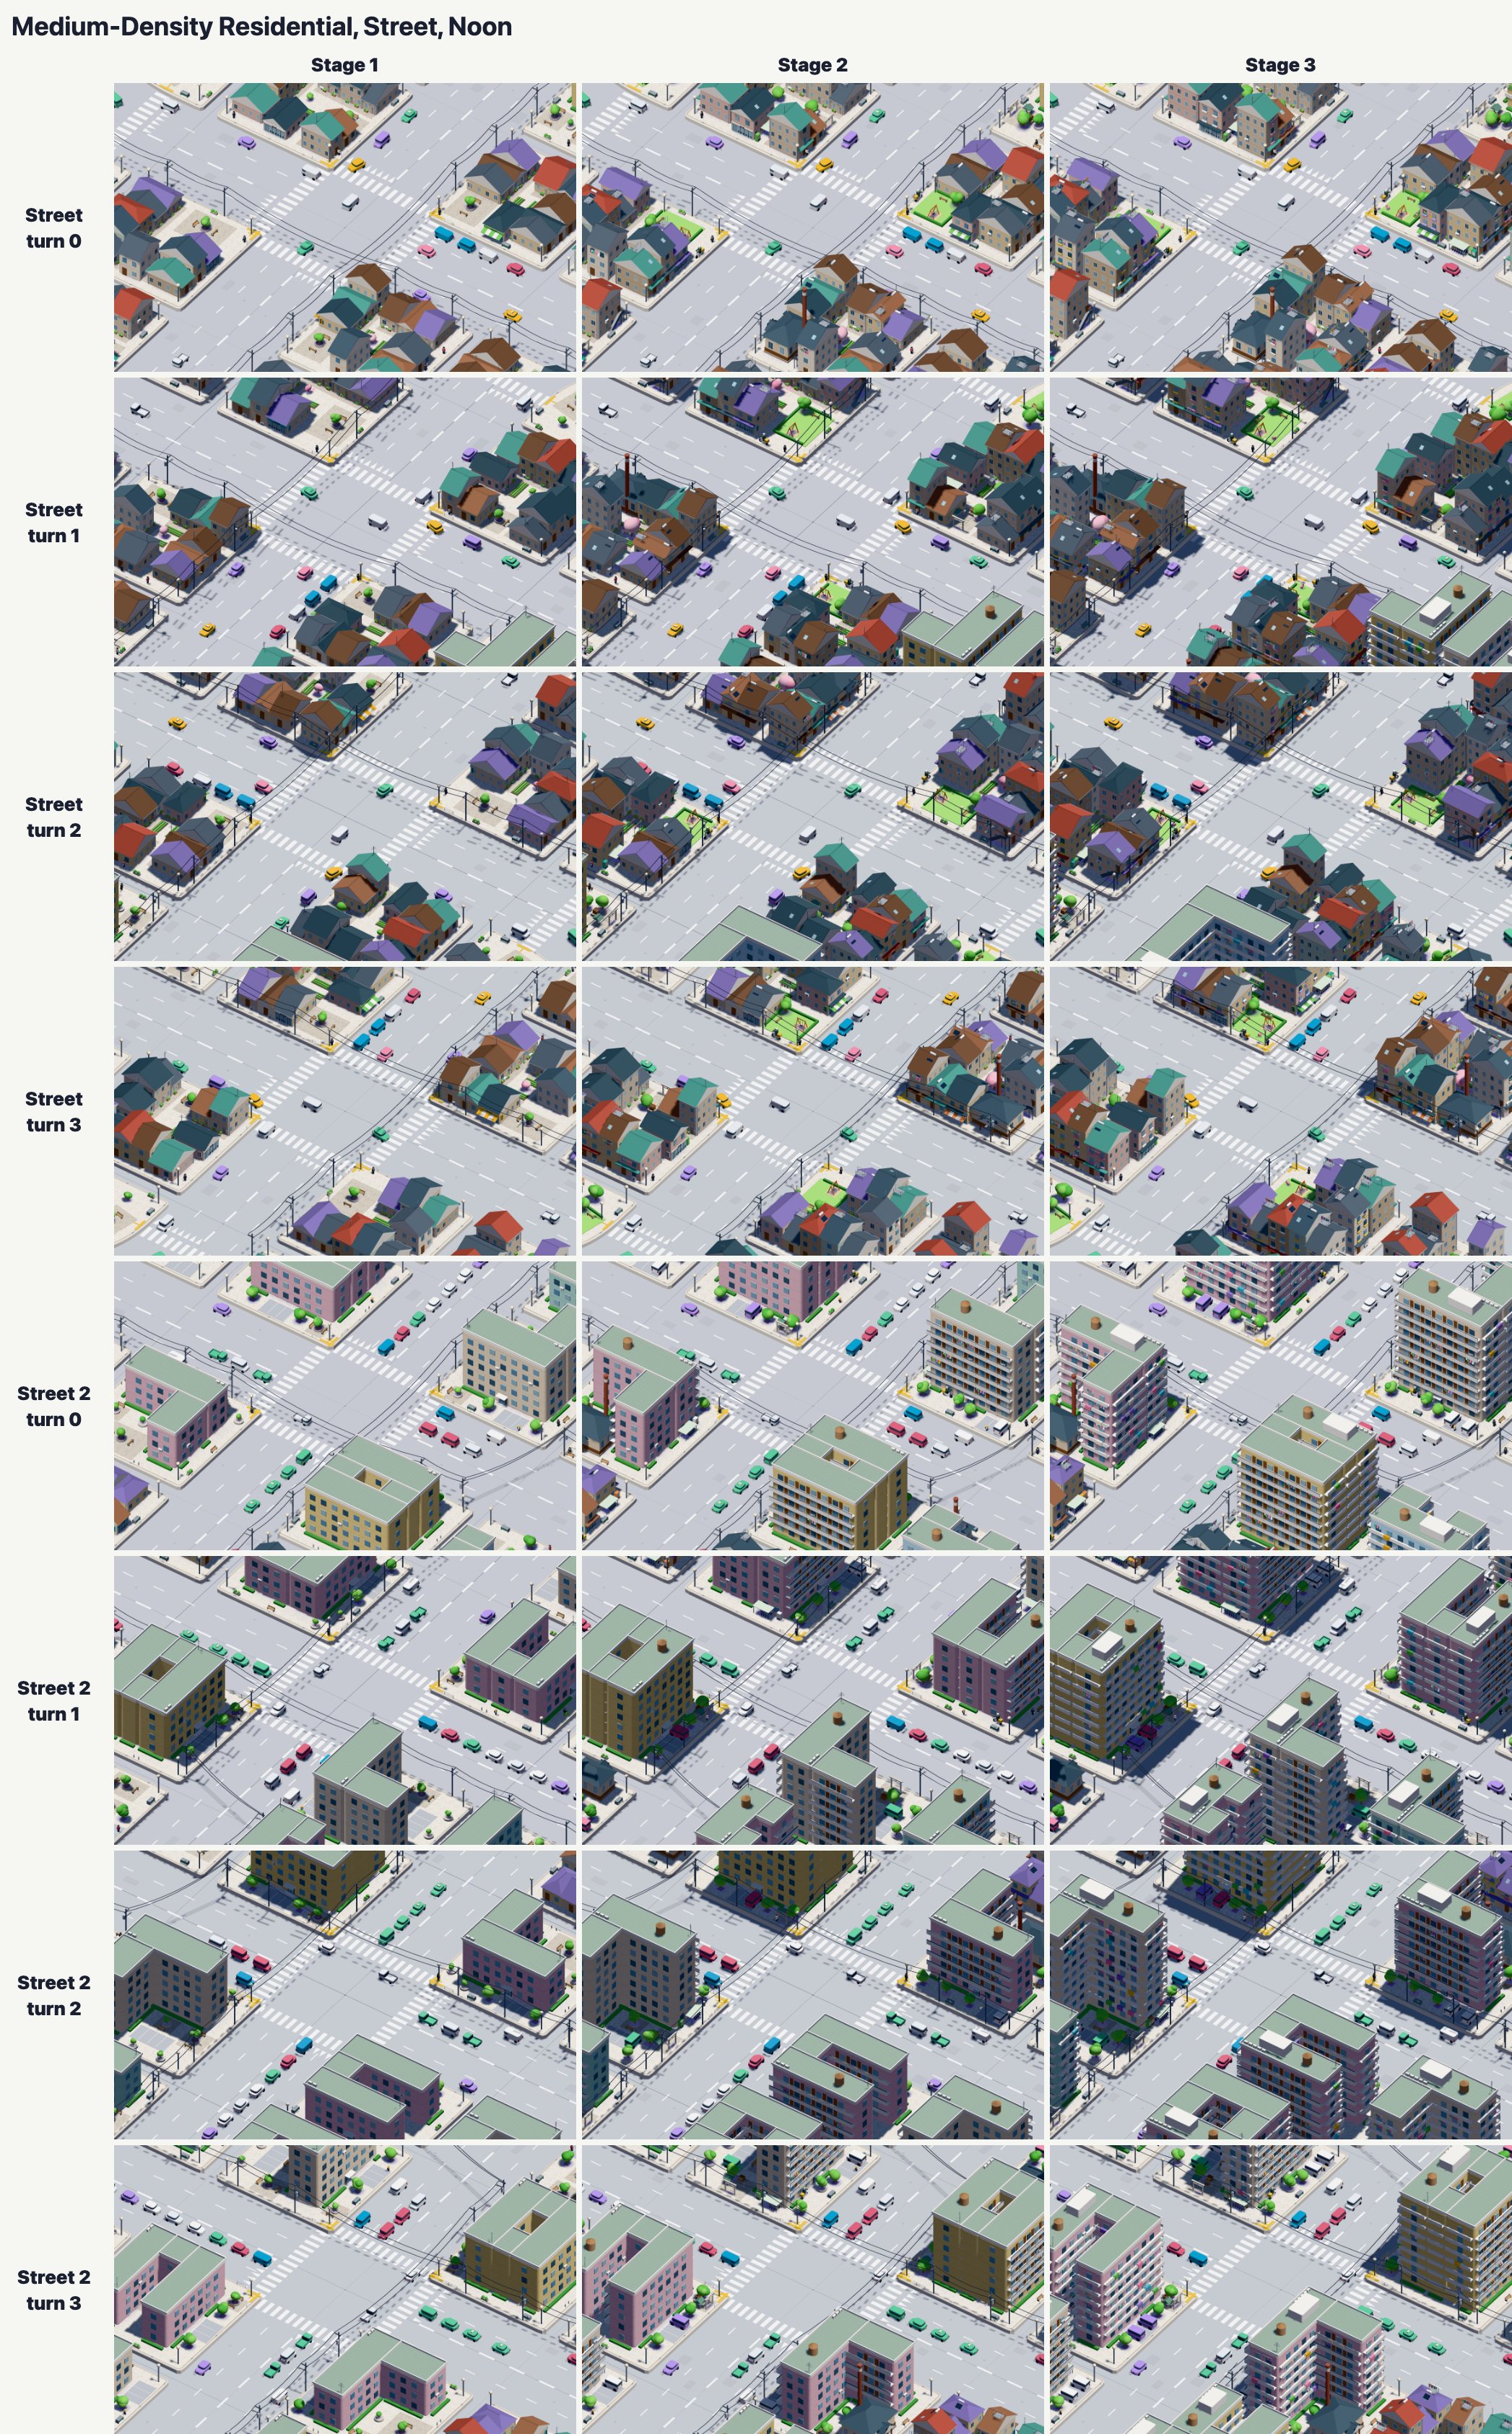 Medium-Density Residential, Street, Noon
Stage 1
Stage 2
Stage 3
Street
turn 0
Street
turn 1
Street
turn 2
Street
turn 3
Street 2
turn 0
Street 2
turn 1
Street 2
turn 2
Street 2
turn 3